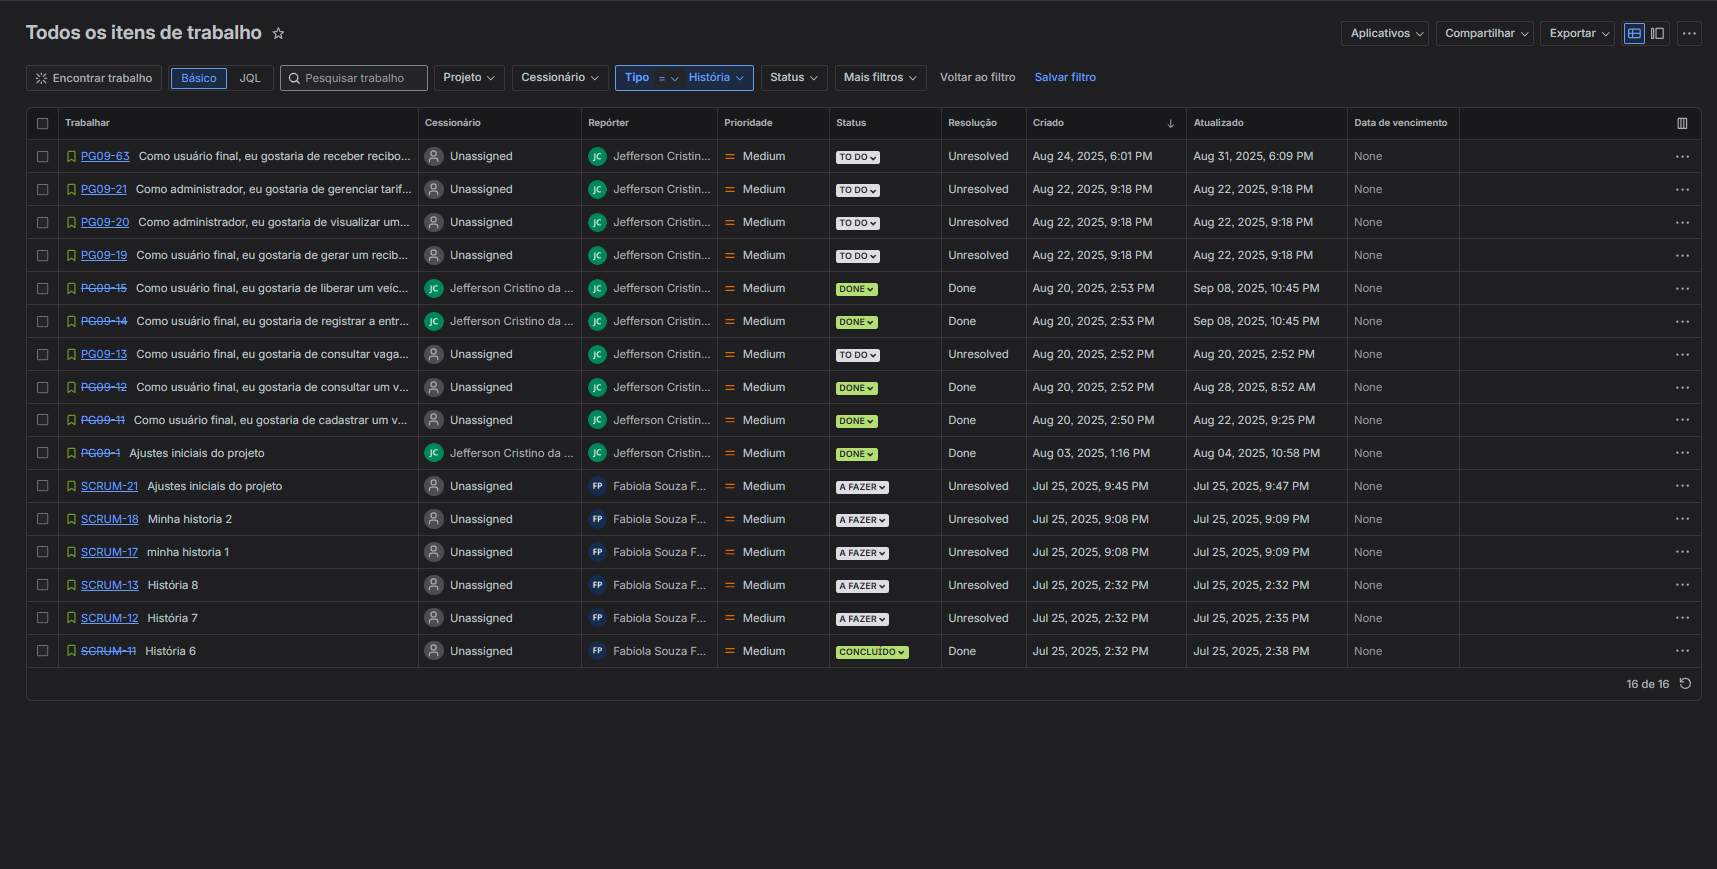 Todos os itens de trabalho
Aplicativos Compartilhar Exportar
Encontrar trabalho Básico JQL Pesquisar trabalho Projeto Cessionário Tipo = História Status Mais filtros Voltar ao filtro Salvar filtro
Trabalhar Cessionário Repórter Prioridade Status Resolução Criado Atualizado Data de vencimento
PG09-63 Como usuário final, eu gostaria de receber recibo... Unassigned JC Jefferson Cristin... Medium TO DO Unresolved Aug 24, 2025, 6:01 PM Aug 31, 2025, 6:09 PM None
PG09-21 Como administrador, eu gostaria de gerenciar tarif... Unassigned JC Jefferson Cristin... Medium TO DO Unresolved Aug 22, 2025, 9:18 PM Aug 22, 2025, 9:18 PM None
PG09-20 Como administrador, eu gostaria de visualizar um... Unassigned JC Jefferson Cristin... Medium TO DO Unresolved Aug 22, 2025, 9:18 PM Aug 22, 2025, 9:18 PM None
PG09-19 Como usuário final, eu gostaria de gerar um recib... Unassigned JC Jefferson Cristin... Medium TO DO Unresolved Aug 22, 2025, 9:18 PM Aug 22, 2025, 9:18 PM None
PG09-15 Como usuário final, eu gostaria de liberar um veíc... JC Jefferson Cristino da ... JC Jefferson Cristin... Medium DONE Done Aug 20, 2025, 2:53 PM Sep 08, 2025, 10:45 PM None
PG09-14 Como usuário final, eu gostaria de registrar a entr... JC Jefferson Cristino da ... JC Jefferson Cristin... Medium DONE Done Aug 20, 2025, 2:53 PM Sep 08, 2025, 10:45 PM None
PG09-13 Como usuário final, eu gostaria de consultar vaga... Unassigned JC Jefferson Cristin... Medium TO DO Unresolved Aug 20, 2025, 2:52 PM Aug 20, 2025, 2:52 PM None
PG09-12 Como usuário final, eu gostaria de consultar um v... Unassigned JC Jefferson Cristin... Medium DONE Done Aug 20, 2025, 2:52 PM Aug 28, 2025, 8:52 AM None
PG09-11 Como usuário final, eu gostaria de cadastrar um v... Unassigned JC Jefferson Cristin... Medium DONE Done Aug 20, 2025, 2:50 PM Aug 22, 2025, 9:25 PM None
PG09-1 Ajustes iniciais do projeto JC Jefferson Cristino da ... JC Jefferson Cristin... Medium DONE Done Aug 03, 2025, 1:16 PM Aug 04, 2025, 10:58 PM None
SCRUM-21 Ajustes iniciais do projeto Unassigned FP Fabiola Souza F... Medium A FAZER Unresolved Jul 25, 2025, 9:45 PM Jul 25, 2025, 9:47 PM None
SCRUM-18 Minha historia 2 Unassigned FP Fabiola Souza F... Medium A FAZER Unresolved Jul 25, 2025, 9:08 PM Jul 25, 2025, 9:09 PM None
SCRUM-17 minha historia 1 Unassigned FP Fabiola Souza F... Medium A FAZER Unresolved Jul 25, 2025, 9:08 PM Jul 25, 2025, 9:09 PM None
SCRUM-13 História 8 Unassigned FP Fabiola Souza F... Medium A FAZER Unresolved Jul 25, 2025, 2:32 PM Jul 25, 2025, 2:32 PM None
SCRUM-12 História 7 Unassigned FP Fabiola Souza F... Medium A FAZER Unresolved Jul 25, 2025, 2:32 PM Jul 25, 2025, 2:35 PM None
SCRUM-11 História 6 Unassigned FP Fabiola Souza F... Medium CONCLUÍDO Done Jul 25, 2025, 2:32 PM Jul 25, 2025, 2:38 PM None
16 de 16